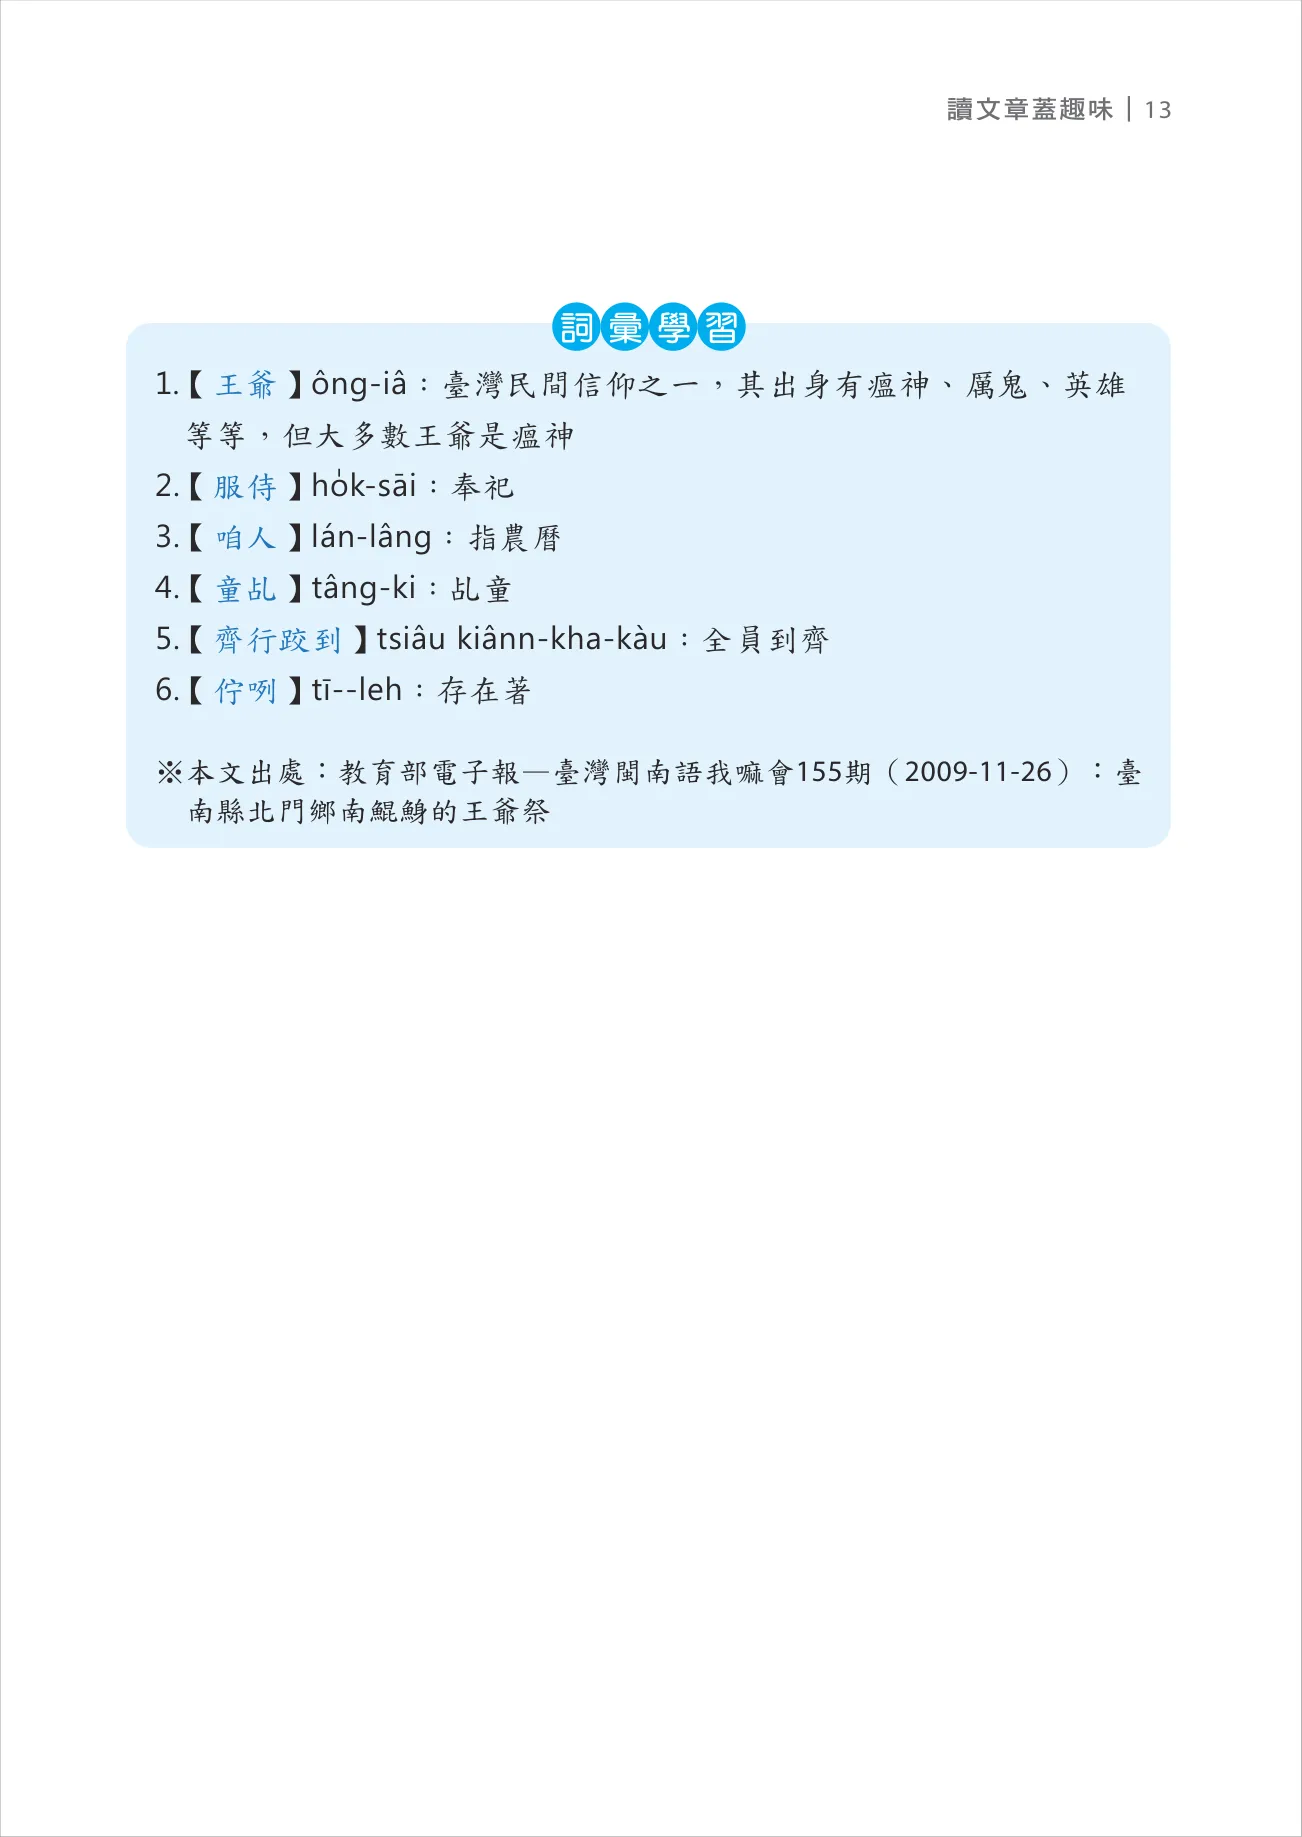 讀文章蓋趣味｜13
詞彙學習
1.【王爺】ông-iâ：臺灣民間信仰之一，其出身有瘟神、厲鬼、英雄
等等，但大多數王爺是瘟神
2.【服侍】ho̍k-sāi：奉祀
3.【咱人】lán-lâng：指農曆
4.【童乩】tâng-ki：乩童
5.【齊行跤到】tsiâu kiânn-kha-kàu：全員到齊
6.【佇咧】tī--leh：存在著
※本文出處：教育部電子報—臺灣閩南語我嘛會155期（2009-11-26）：臺
南縣北門鄉南鯤鯓的王爺祭